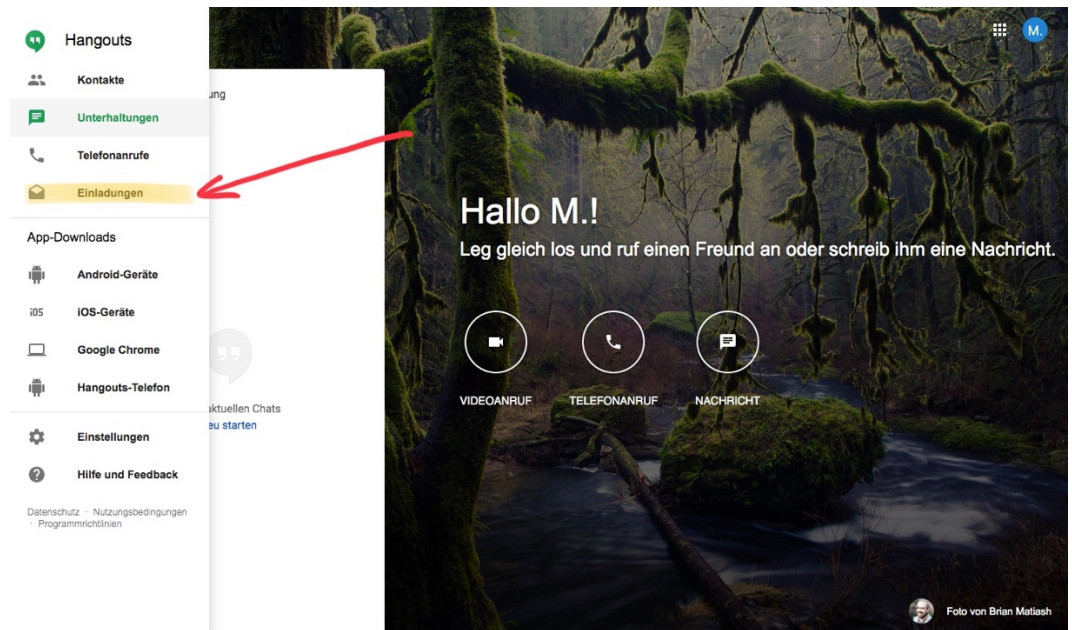 Hangouts
Kontakte
Unterhaltungen
Telefonanrufe
Einladungen
App-Downloads
Android-Geräte
iOS iOS-Geräte
Google Chrome
Hangouts-Telefon
Einstellungen
Hilfe und Feedback
Datenschutz · Nutzungsbedingungen
· Programmrichtlinien
ung
aktuellen Chats
eu starten
M.
Hallo M.!
Leg gleich los und ruf einen Freund an oder schreib ihm eine Nachricht.
VIDEOANRUF TELEFONANRUF NACHRICHT
Foto von Brian Matiash